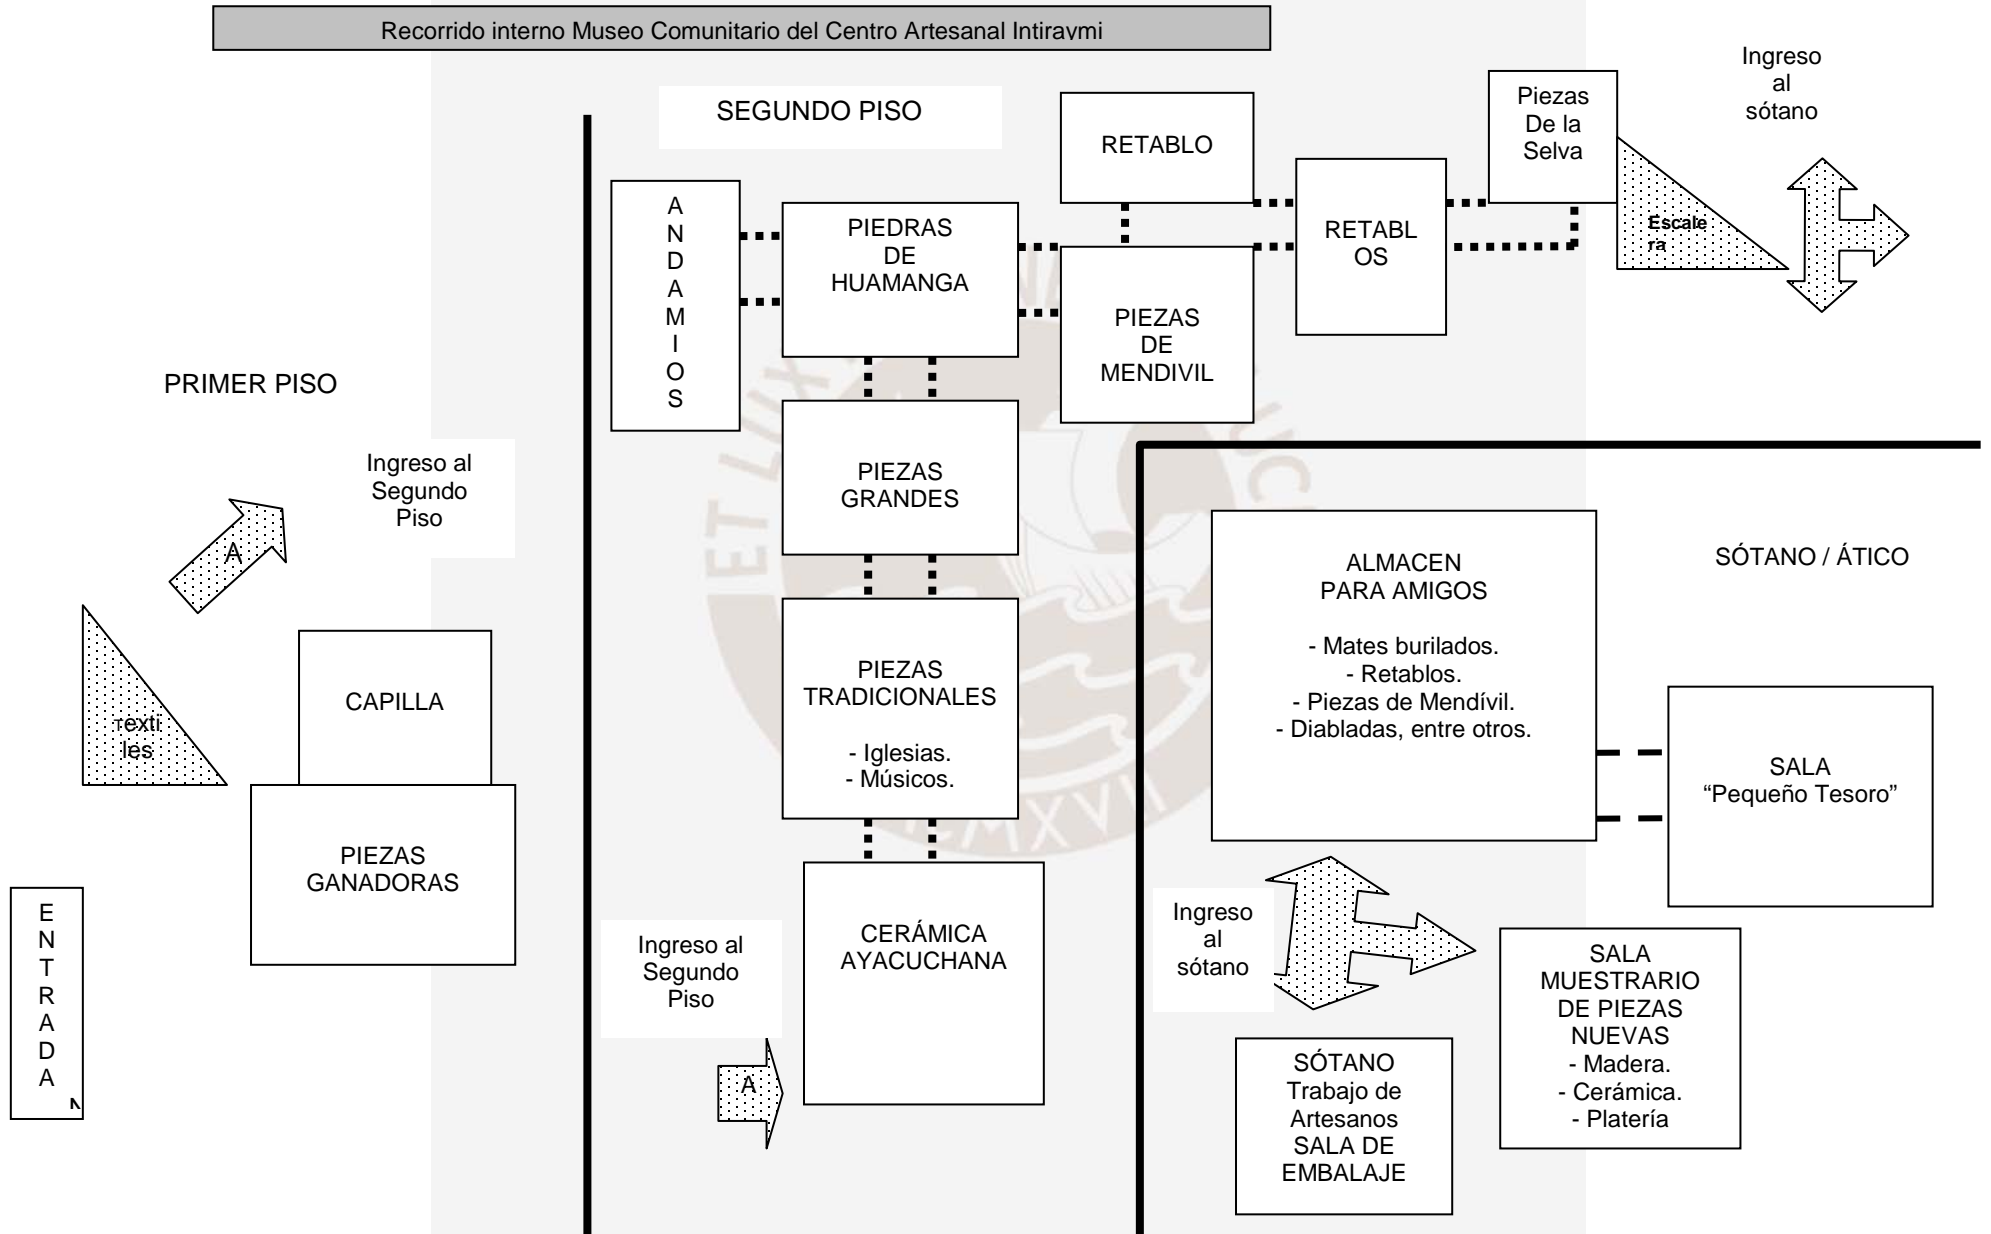 Recorrido interno Museo Comunitario del Centro Artesanal Intiraymi
PRIMER PISO
Ingreso al
Segundo
Piso
A
Texti
les
CAPILLA
PIEZAS
GANADORAS
E
N
T
R
A
D
A
N
SEGUNDO PISO
A
N
D
A
M
I
O
S
PIEDRAS
DE
HUAMANGA
RETABLO
PIEZAS
DE
MENDIVIL
RETABL
OS
Piezas
De la
Selva
Escale
ra
Ingreso
al
sótano
PIEZAS
GRANDES
PIEZAS
TRADICIONALES
- Iglesias.
- Músicos.
CERÁMICA
AYACUCHANA
Ingreso al
Segundo
Piso
A
SÓTANO / ÁTICO
ALMACEN
PARA AMIGOS
- Mates burilados.
- Retablos.
- Piezas de Mendívil.
- Diabladas, entre otros.
SALA
“Pequeño Tesoro”
Ingreso
al
sótano
SALA
MUESTRARIO
DE PIEZAS
NUEVAS
- Madera.
- Cerámica.
- Platería
SÓTANO
Trabajo de
Artesanos
SALA DE
EMBALAJE
ET LUX